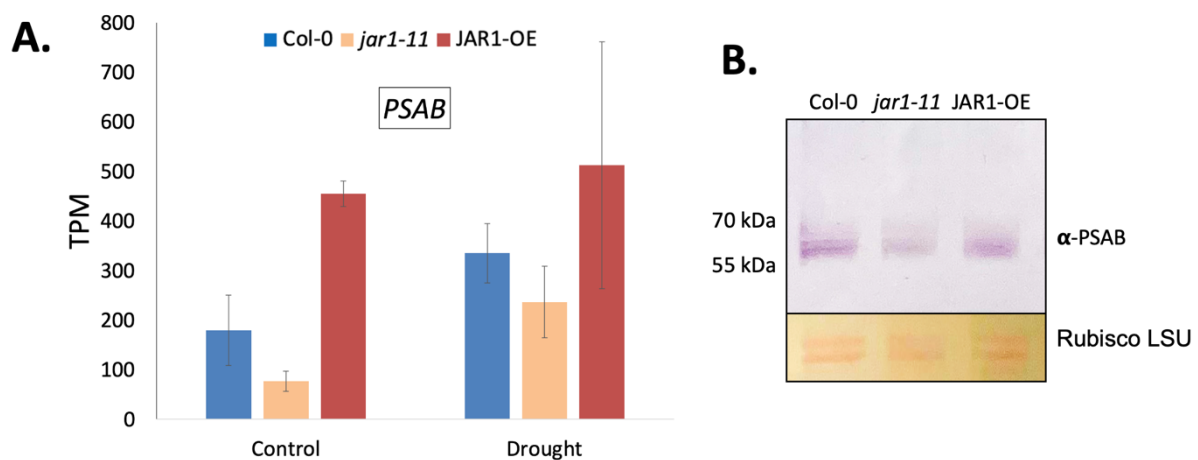 A.
800
700
600
500
400
300
200
100
0
TPM
Col-0 jar1-11 JAR1-OE
PSAB
Control Drought
B.
Col-0 jar1-11 JAR1-OE
70 kDa
55 kDa
α-PSAB
Rubisco LSU